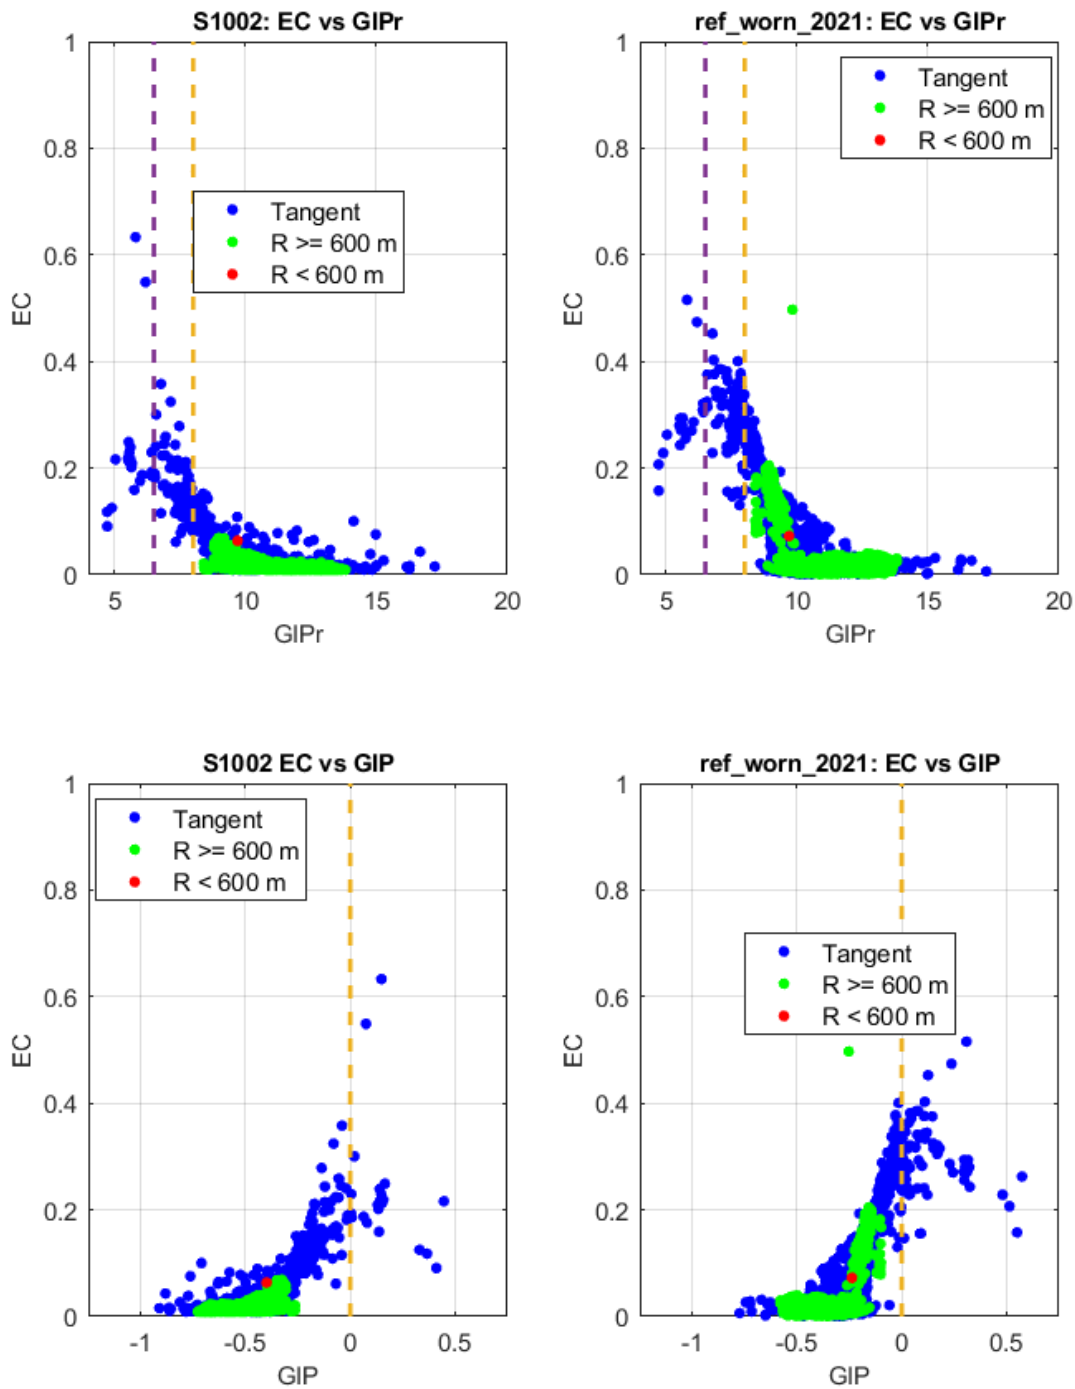 S1002: EC vs GIPr
1
0.8
0.6
0.4
0.2
0
EC
Tangent
R >= 600 m
R < 600 m
5
10
15
20
GIPr
ref_worn_2021: EC vs GIPr
1
0.8
0.6
0.4
0.2
0
EC
Tangent
R >= 600 m
R < 600 m
5
10
15
20
GIPr
S1002 EC vs GIP
1
0.8
0.6
0.4
0.2
0
EC
Tangent
R >= 600 m
R < 600 m
-1
-0.5
0
0.5
GIP
ref_worn_2021: EC vs GIP
1
0.8
0.6
0.4
0.2
0
EC
Tangent
R >= 600 m
R < 600 m
-1
-0.5
0
0.5
GIP